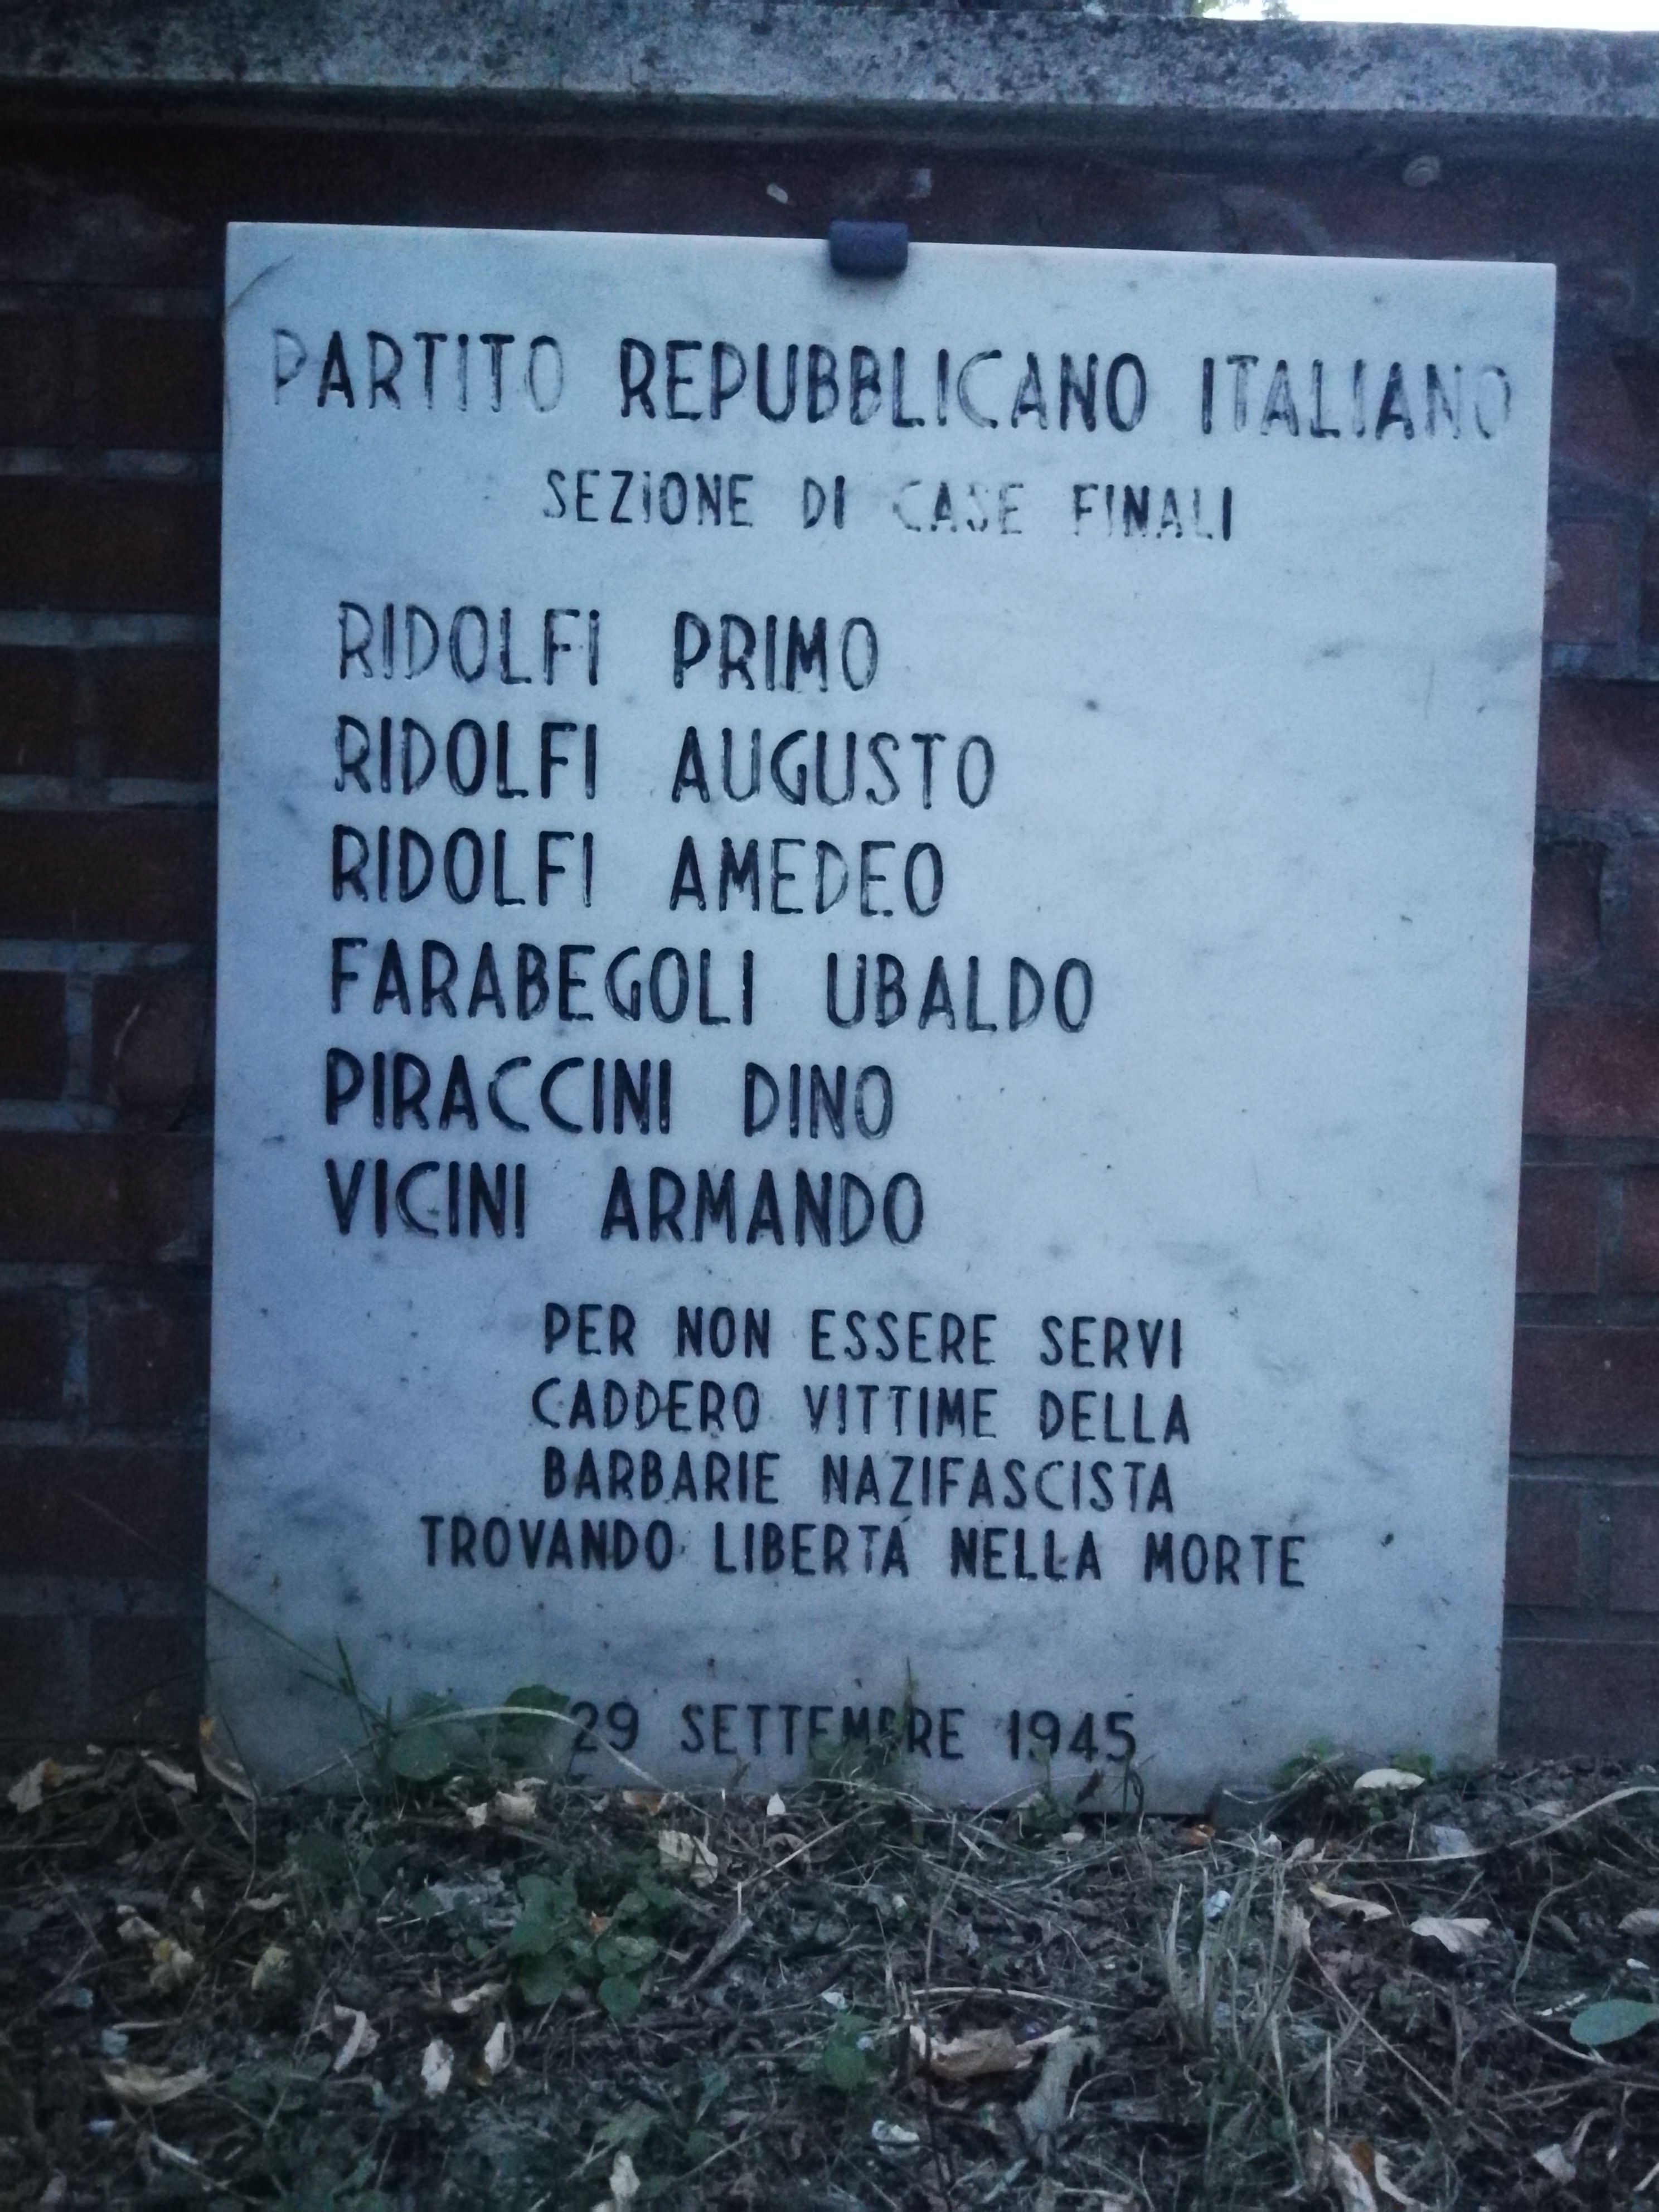 PARTITO REPUBBLICANO ITALIANO
SEZIONE DI CASE FINALI
RIDOLFI PRIMO
RIDOLFI AUGUSTO
RIDOLFI AMEDEO
FARABEGOLI UBALDO
PIRACCINI DINO
VICINI ARMANDO
PER NON ESSERE SERVI
CADDERO VITTIME DELLA
BARBARIE NAZIFASCISTA
TROVANDO LIBERTÁ NELLA MORTE
29 SETTEMBRE 1945